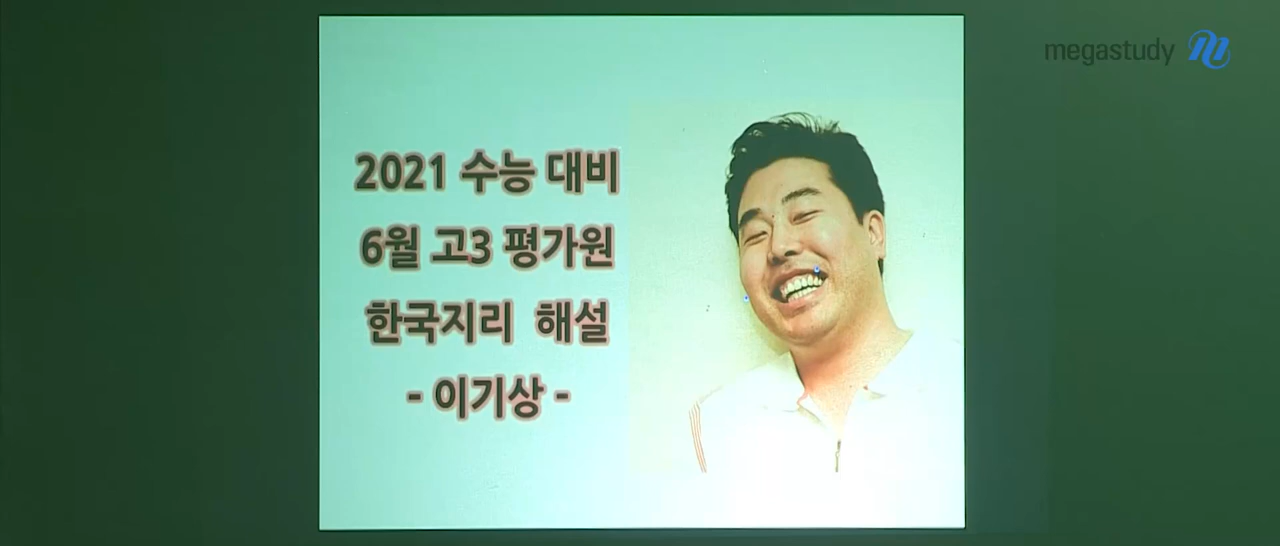 megastudy
2021 수능 대비
6월 고3 평가원
한국지리 해설
- 이기상 -